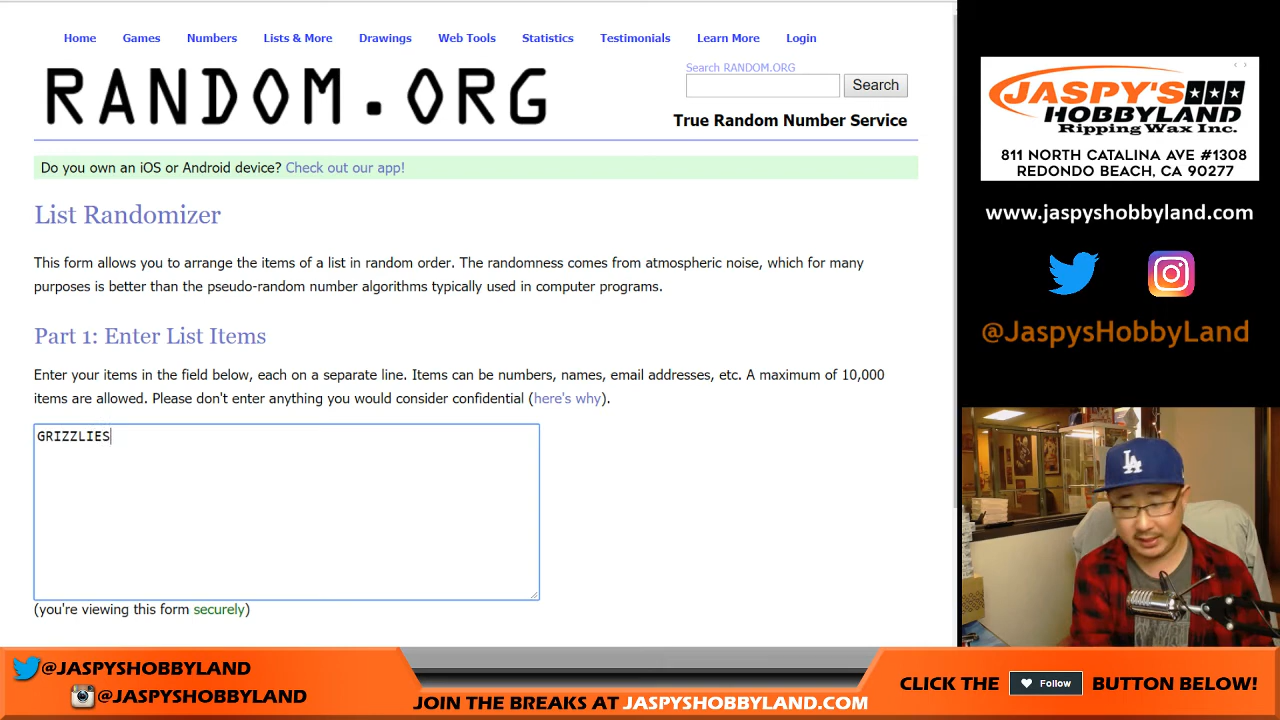 Home Games Numbers Lists & More Drawings Web Tools Statistics Testimonials Learn More Login
RANDOM.ORG
Search RANDOM.ORG
Search
True Random Number Service
Do you own an iOS or Android device? Check out our app!
List Randomizer
This form allows you to arrange the items of a list in random order. The randomness comes from atmospheric noise, which for many
purposes is better than the pseudo-random number algorithms typically used in computer programs.
Part 1: Enter List Items
Enter your items in the field below, each on a separate line. Items can be numbers, names, email addresses, etc. A maximum of 10,000
items are allowed. Please don't enter anything you would consider confidential (here's why).
GRIZZLIES
(you're viewing this form securely)
JASPY'S
HOBBYLAND
Ripping Wax Inc.
811 NORTH CATALINA AVE #1308
REDONDO BEACH, CA 90277
www.jaspyshobbyland.com
@JaspysHobbyLand
LA
@JASPYSHOBBYLAND
@JASPYSHOBBYLAND
JOIN THE BREAKS AT JASPYSHOBBYLAND.COM
CLICK THE Follow BUTTON BELOW!